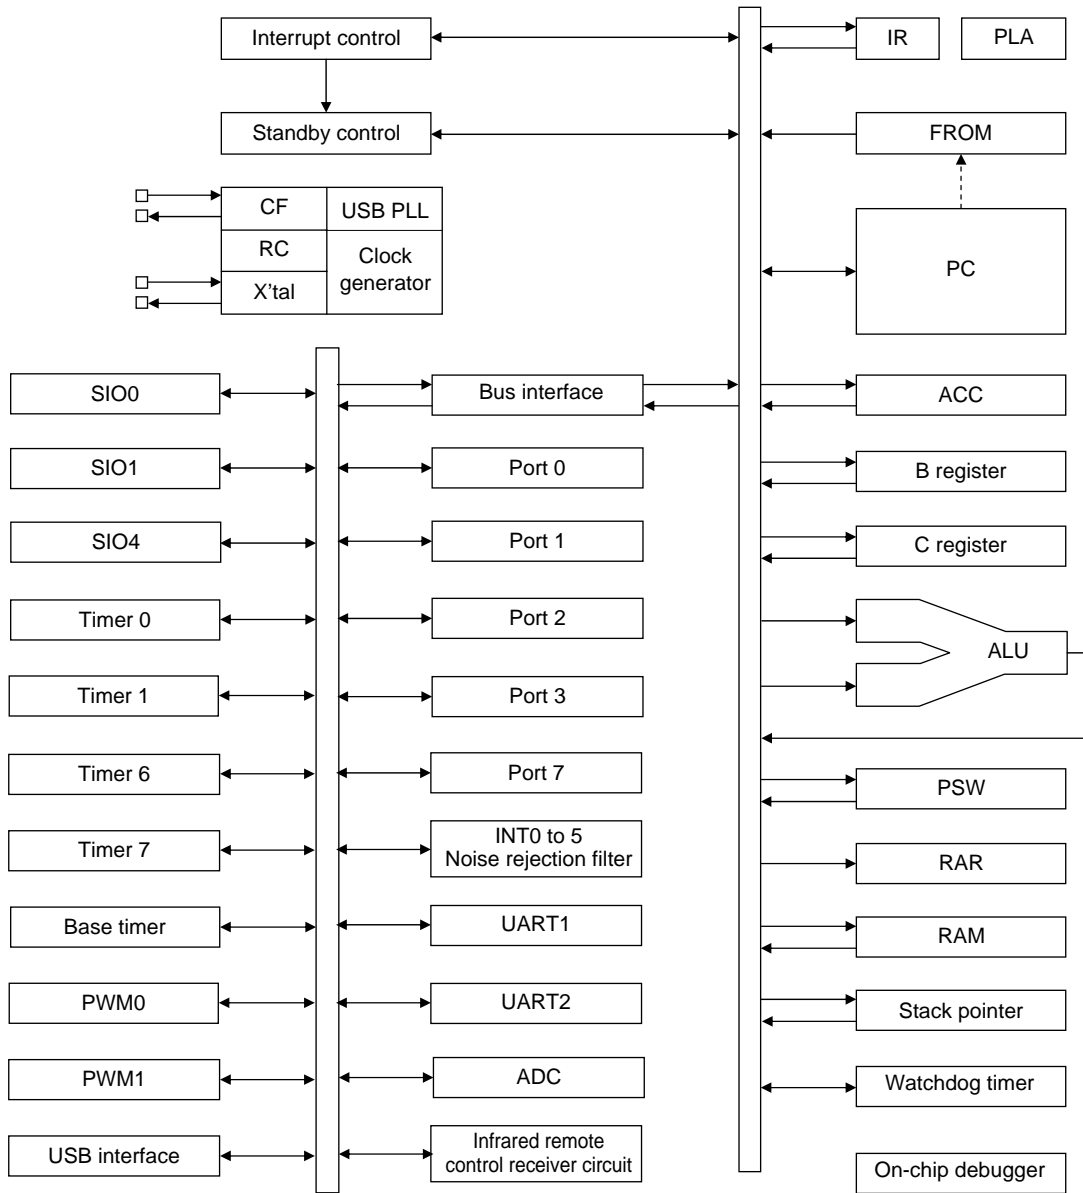 Interrupt control
IR
PLA
Standby control
FROM
CF
USB PLL
RC
Clock
generator
X'tal
PC
SIO0
Bus interface
ACC
SIO1
Port 0
B register
SIO4
Port 1
C register
Timer 0
Port 2
ALU
Timer 1
Port 3
Timer 6
Port 7
PSW
Timer 7
INT0 to 5
Noise rejection filter
RAR
Base timer
UART1
RAM
PWM0
UART2
Stack pointer
PWM1
ADC
Watchdog timer
USB interface
Infrared remote
control receiver circuit
On-chip debugger